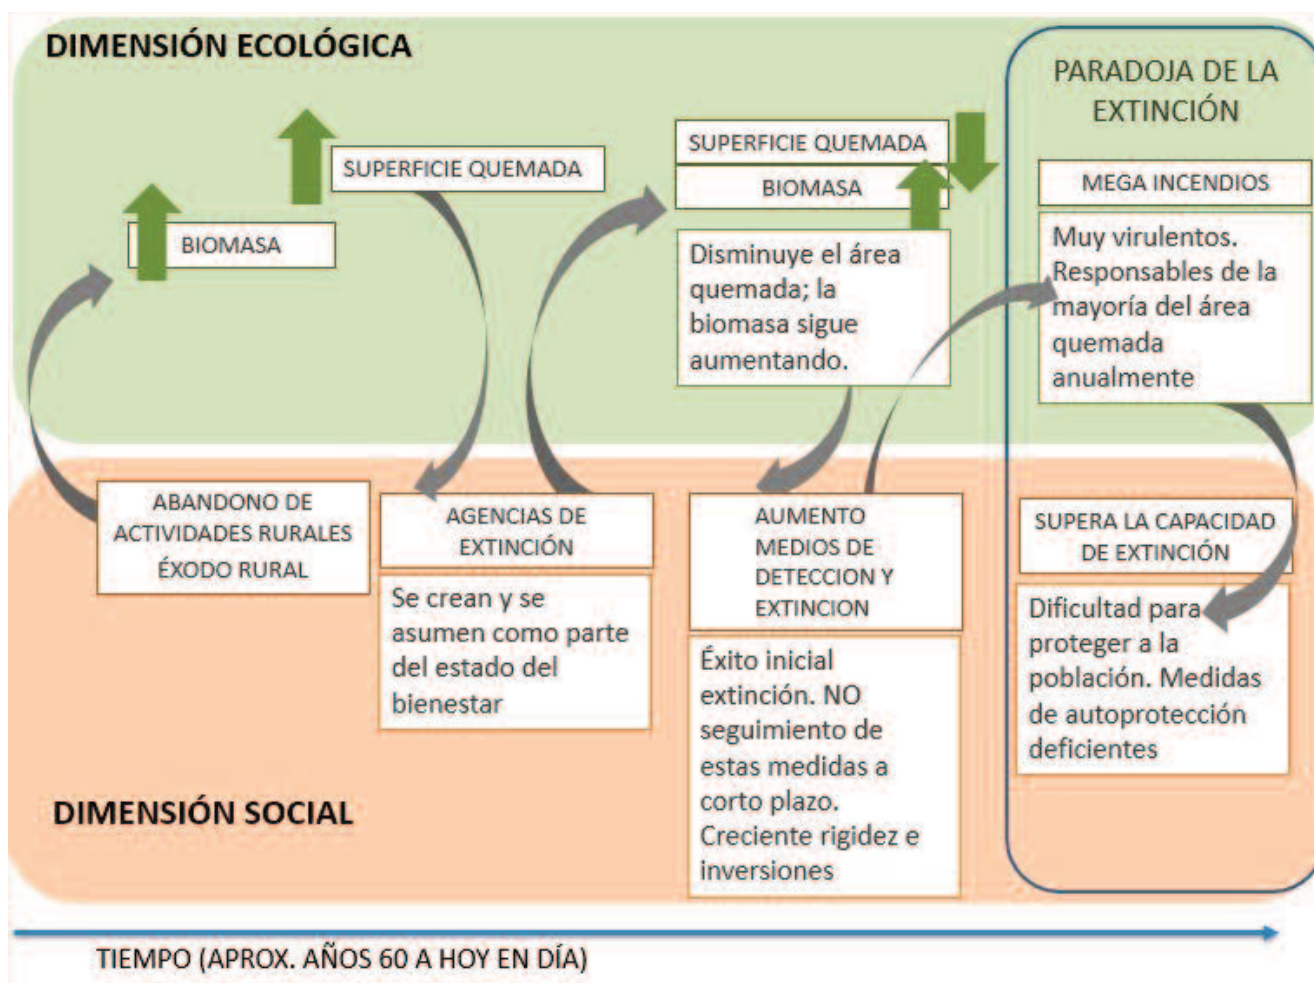 DIMENSIÓN ECOLÓGICA
BIOMASA
SUPERFICIE QUEMADA
SUPERFICIE QUEMADA
BIOMASA
Disminuye el área
quemada; la
biomasa sigue
aumentando.
PARADOJA DE LA
EXTINCIÓN
MEGA INCENDIOS
Muy virulentos.
Responsables de la
mayoría del área
quemada
anualmente
ABANDONO DE
ACTIVIDADES RURALES
ÉXODO RURAL
AGENCIAS DE
EXTINCIÓN
Se crean y se
asumen como parte
del estado del
bienestar
AUMENTO
MEDIOS DE
DETECCION Y
EXTINCION
Éxito inicial
extinción. NO
seguimiento de
estas medidas a
corto plazo.
Creciente rigidez e
inversiones
SUPERA LA CAPACIDAD
DE EXTINCIÓN
Dificultad para
proteger a la
población. Medidas
de autoprotección
deficientes
DIMENSIÓN SOCIAL
TIEMPO (APROX. AÑOS 60 A HOY EN DÍA)